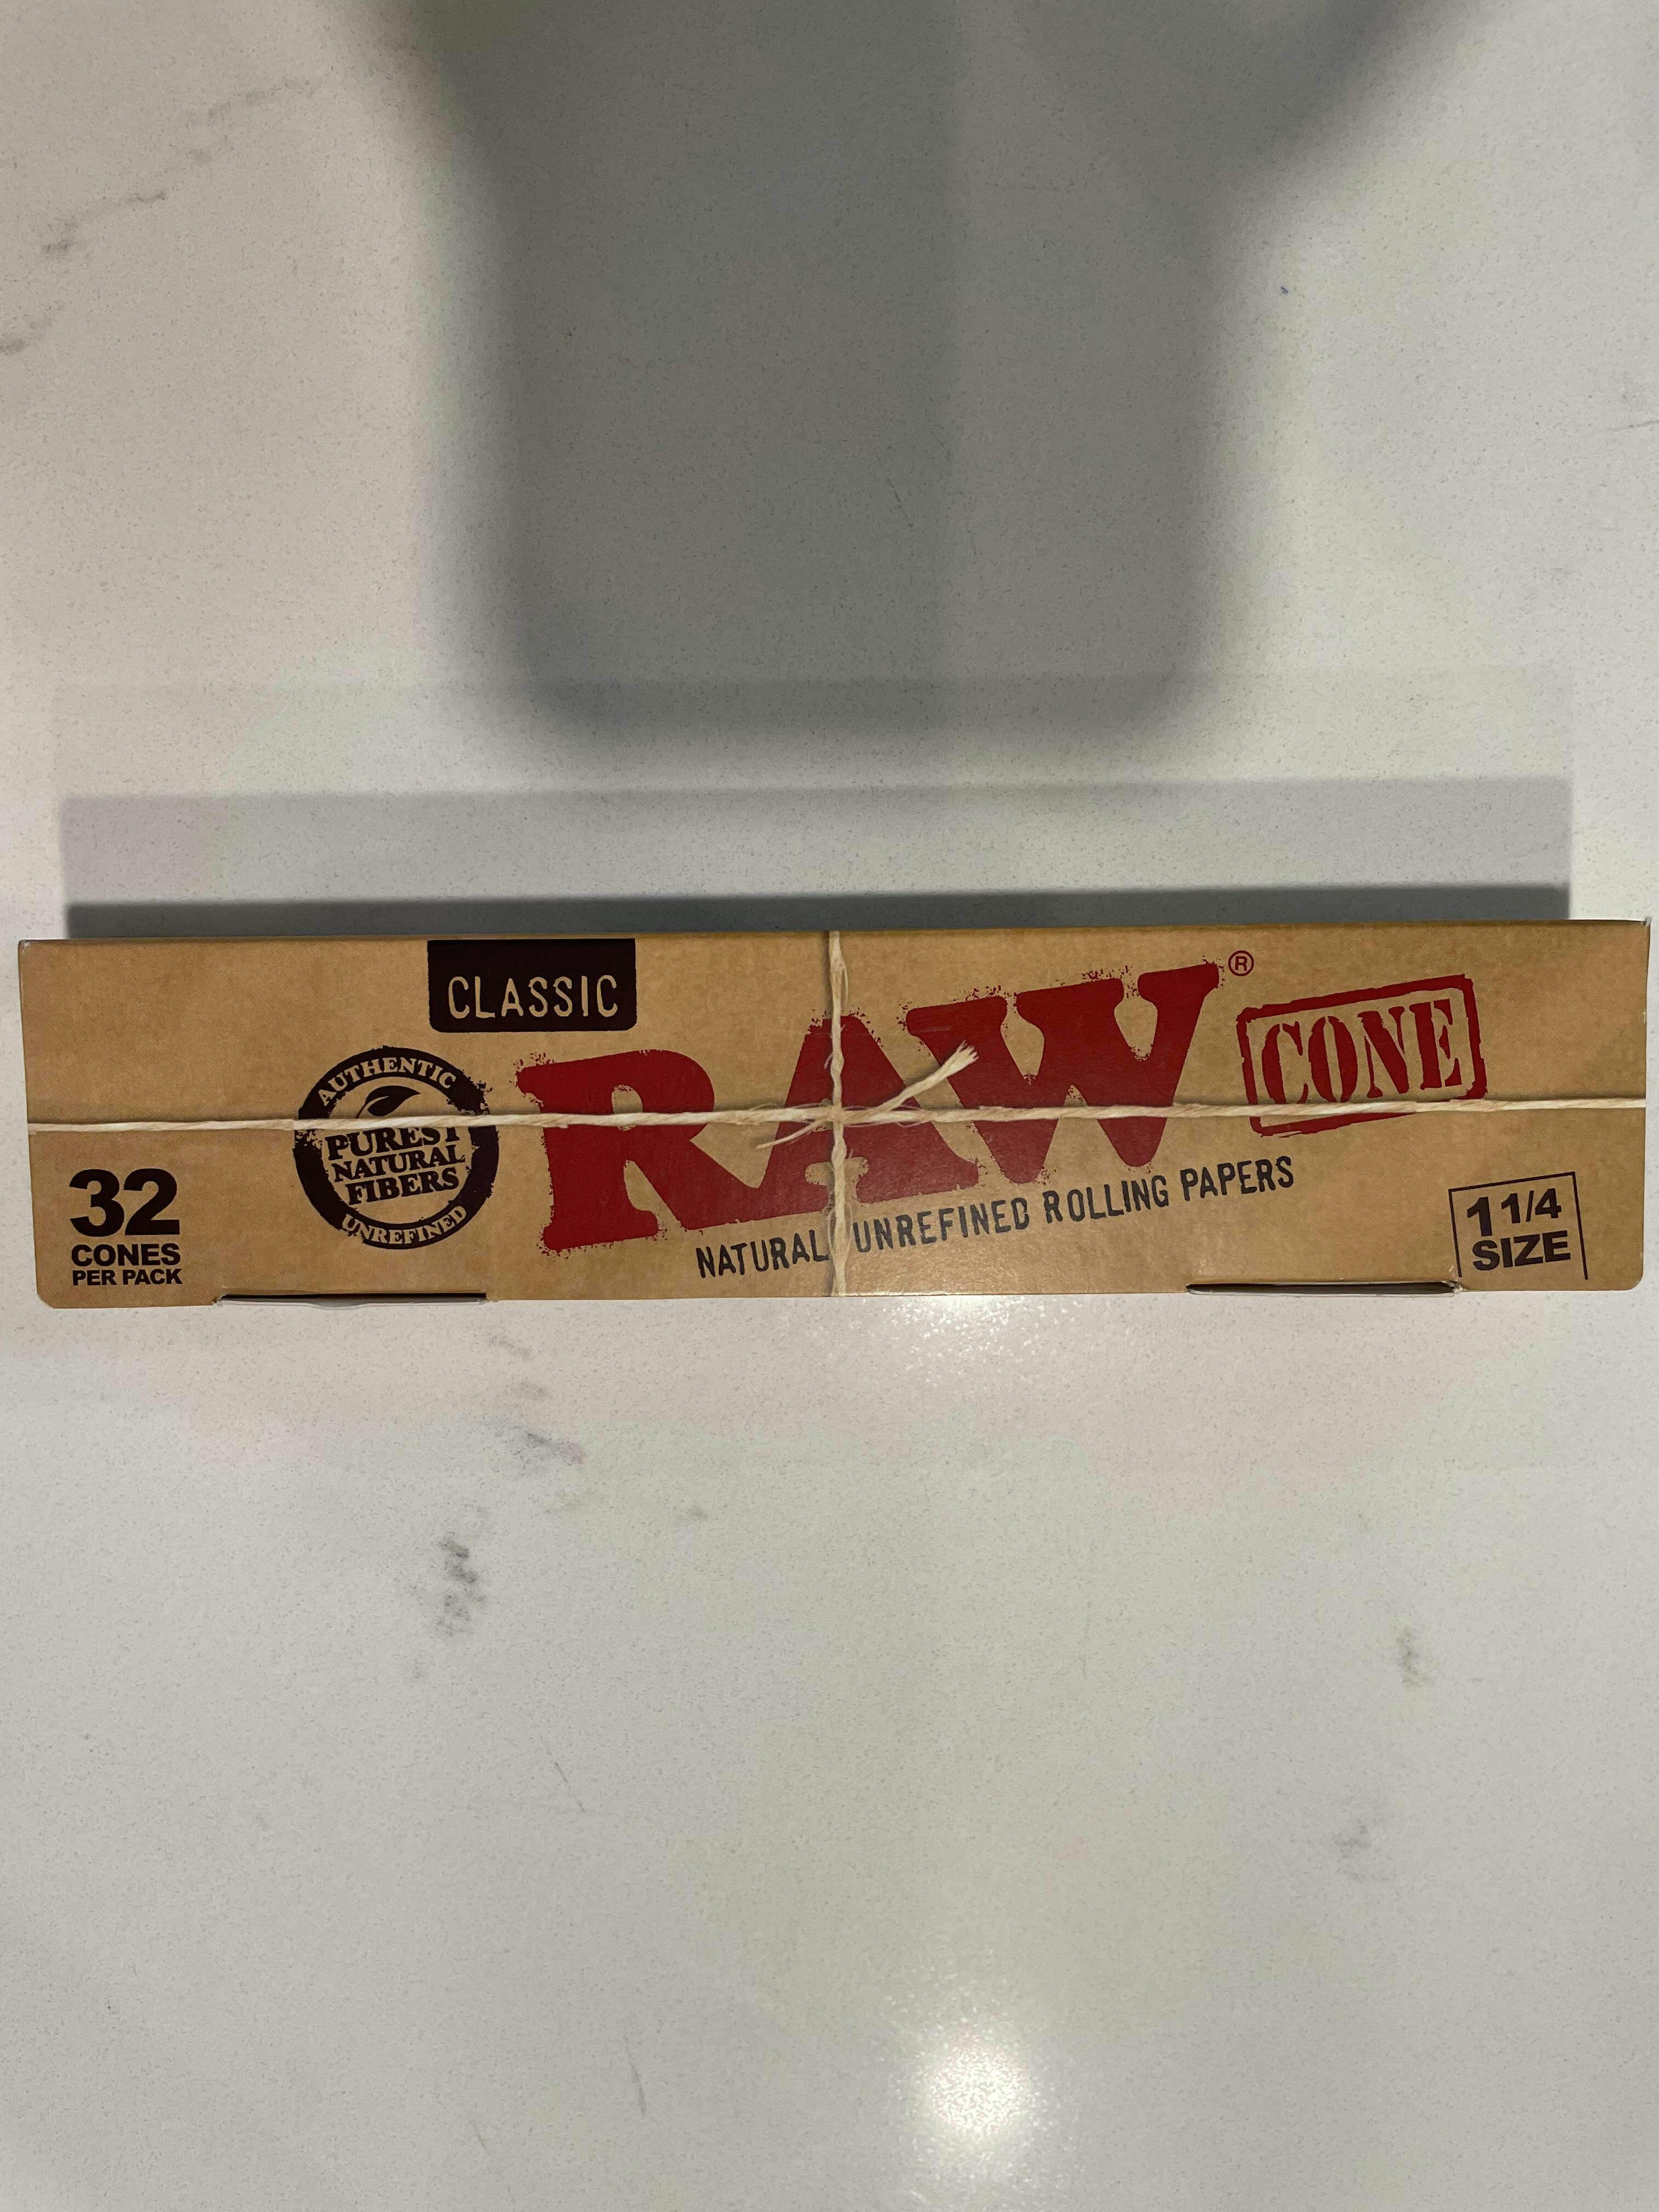 CLASSIC
RAW®
CONE
AUTHENTIC
PUREST
NATURAL
FIBERS
UNREFINED
NATURAL UNREFINED ROLLING PAPERS
32
CONES
PER PACK
1 1/4
SIZE